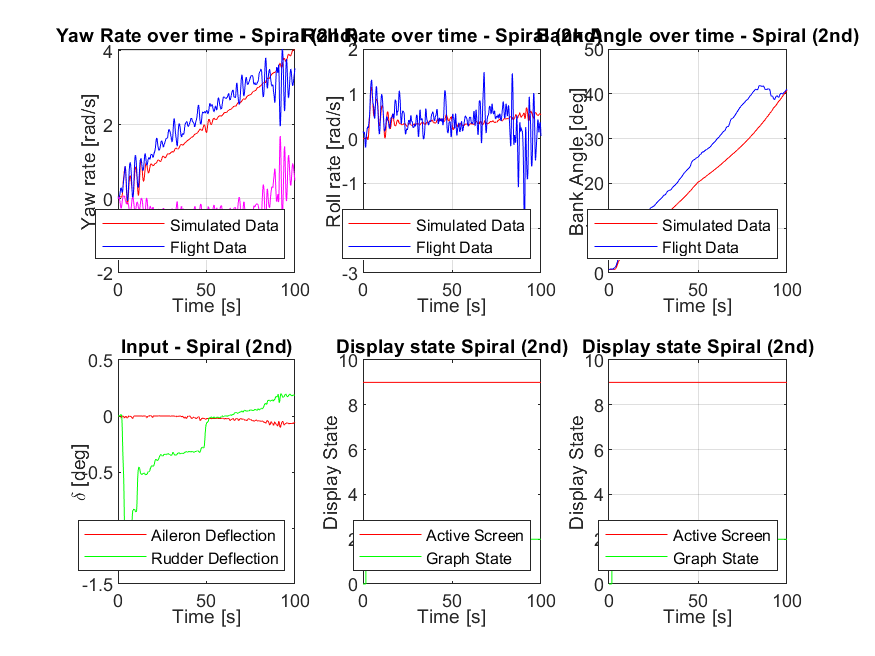 Yaw Rate over time - Spiral (2nd)
Roll Rate over time - Spiral (2nd)
Bank Angle over time - Spiral (2nd)
4
2
0
-2
Yaw rate [rad/s]
Simulated Data
Flight Data
0
50
100
Time [s]
2
1
0
-1
-3
Roll rate [rad/s]
Simulated Data
Flight Data
0
50
100
Time [s]
50
40
30
20
0
Bank Angle [deg]
Simulated Data
Flight Data
0
50
100
Time [s]
Input - Spiral (2nd)
0.5
0
-0.5
-1.5
δ [deg]
Aileron Deflection
Rudder Deflection
0
50
100
Time [s]
Display state Spiral (2nd)
10
8
6
4
2
0
Display State
Active Screen
Graph State
0
50
100
Time [s]
Display state Spiral (2nd)
10
8
6
4
2
0
Display State
Active Screen
Graph State
0
50
100
Time [s]